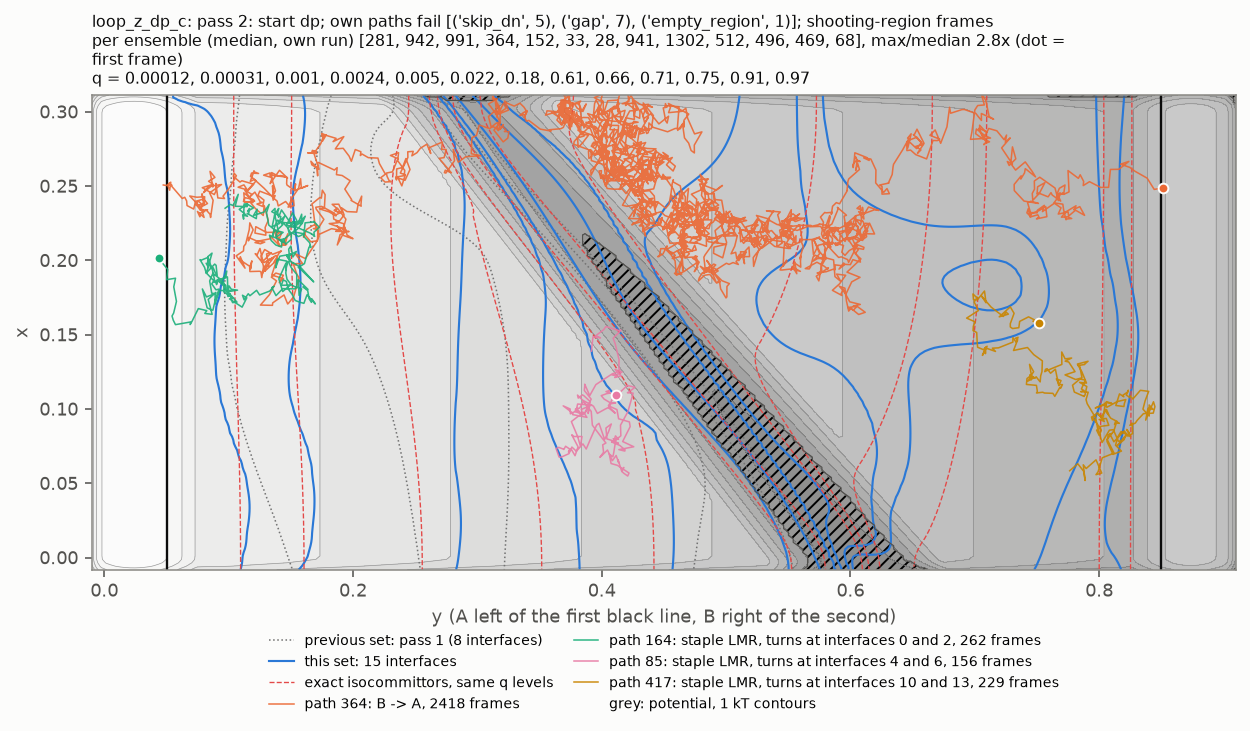 loop_z_dp_c: pass 2: start dp; own paths fail [('skip_dn', 5), ('gap', 7), ('empty_region', 1)]; shooting-region frames
per ensemble (median, own run) [281, 942, 991, 364, 152, 33, 28, 941, 1302, 512, 496, 469, 68], max/median 2.8x (dot =
first frame)
q = 0.00012, 0.00031, 0.001, 0.0024, 0.005, 0.022, 0.18, 0.61, 0.66, 0.71, 0.75, 0.91, 0.97
0.30
0.25
0.20
0.15
0.10
0.05
0.00
x
0.0
0.2
0.4
0.6
0.8
y (A left of the first black line, B right of the second)
previous set: pass 1 (8 interfaces)
this set: 15 interfaces
exact isocommittors, same q levels
path 364: B -> A, 2418 frames
path 164: staple LMR, turns at interfaces 0 and 2, 262 frames
path 85: staple LMR, turns at interfaces 4 and 6, 156 frames
path 417: staple LMR, turns at interfaces 10 and 13, 229 frames
grey: potential, 1 kT contours